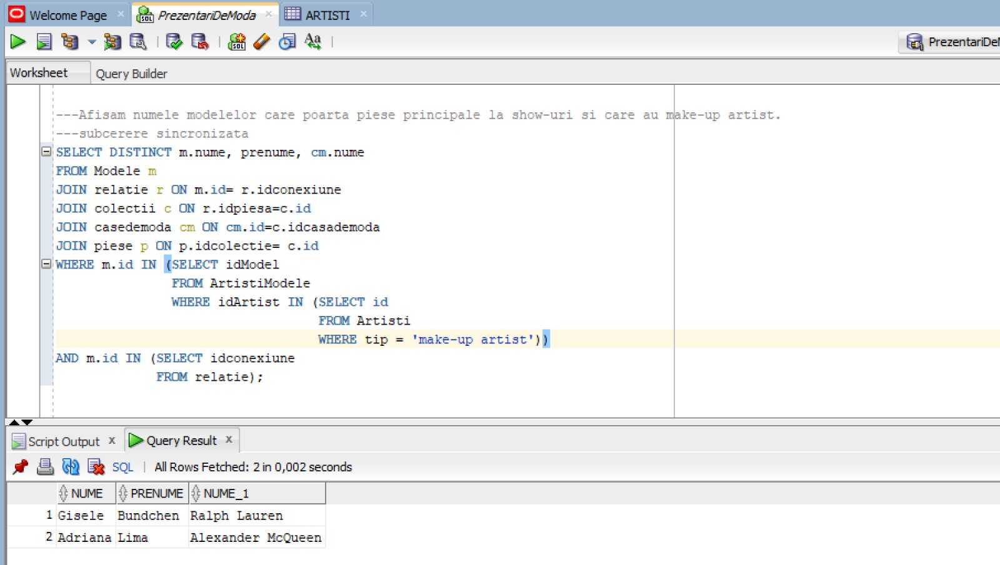 Welcome Page
PrezentariDeModa
ARTISTI
PrezentariDeM
Worksheet
Query Builder
---Afisam numele modelelor care poarta piese principale la show-uri si care au make-up artist.
---subcerere sincronizata
SELECT DISTINCT m.nume, prenume, cm.nume
FROM Modele m
JOIN relatie r ON m.id= r.idconexiune
JOIN colectii c ON r.idpiesa=c.id
JOIN casedemoda cm ON cm.id=c.idcasademoda
JOIN piese p ON p.idcolectie= c.id
WHERE m.id IN (SELECT idModel
FROM ArtistiModele
WHERE idArtist IN (SELECT id
FROM Artisti
WHERE tip = 'make-up artist'))
AND m.id IN (SELECT idconexiune
FROM relatie);
Script Output x
Query Result x
SQL | All Rows Fetched: 2 in 0,002 seconds
NUME PRENUME NUME_1
1 Gisele Bundchen Ralph Lauren
2 Adriana Lima Alexander McQueen